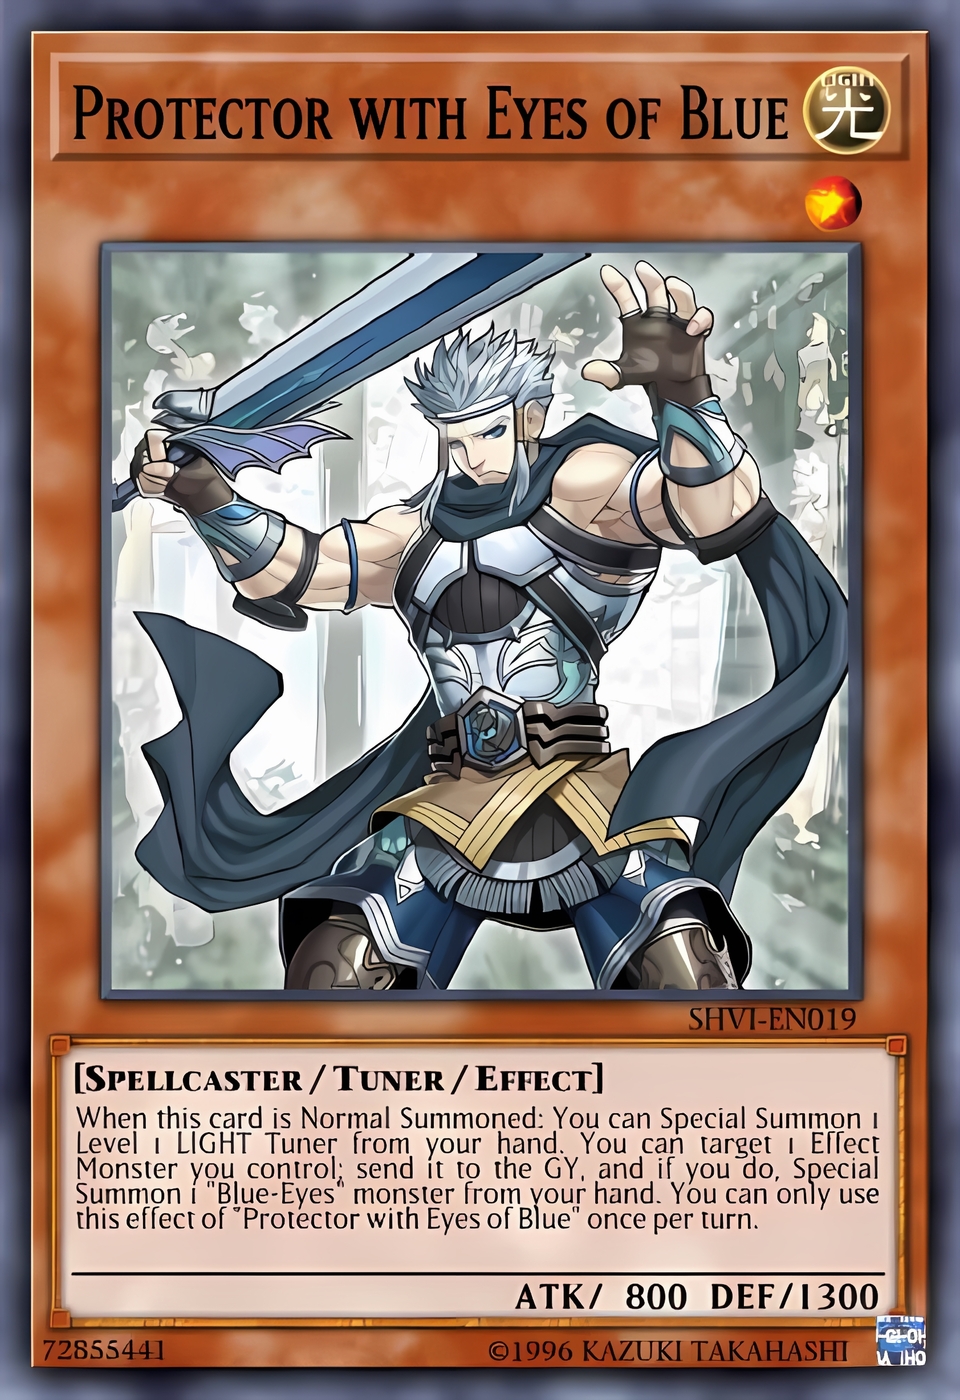 Protector with Eyes of Blue
光
SHVI-EN019
[Spellcaster / Tuner / Effect]
When this card is Normal Summoned: You can Special Summon 1
Level 1 LIGHT Tuner from your hand. You can target 1 Effect
Monster you control; send it to the GY, and if you do, Special
Summon 1 "Blue-Eyes" monster from your hand. You can only use
this effect of "Protector with Eyes of Blue" once per turn.
ATK/ 800 DEF/1300
72855441
©1996 KAZUKI TAKAHASHI